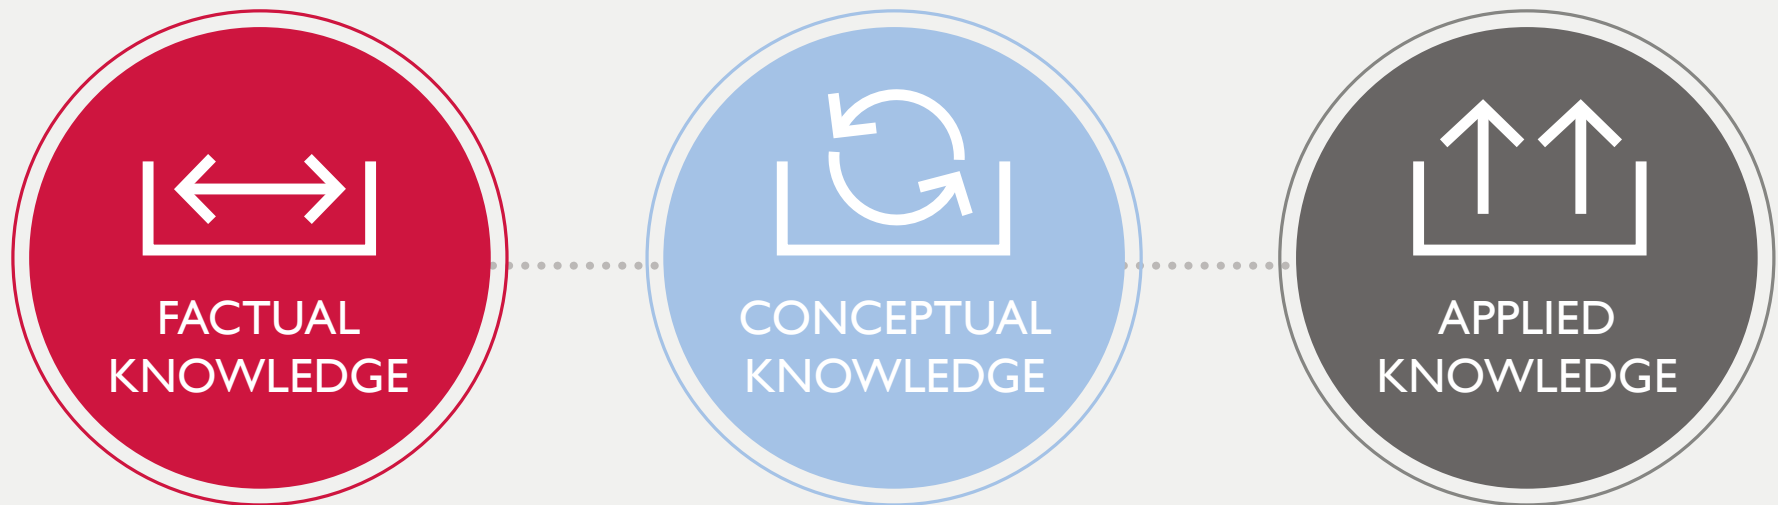 FACTUAL
KNOWLEDGE
CONCEPTUAL
KNOWLEDGE
APPLIED
KNOWLEDGE